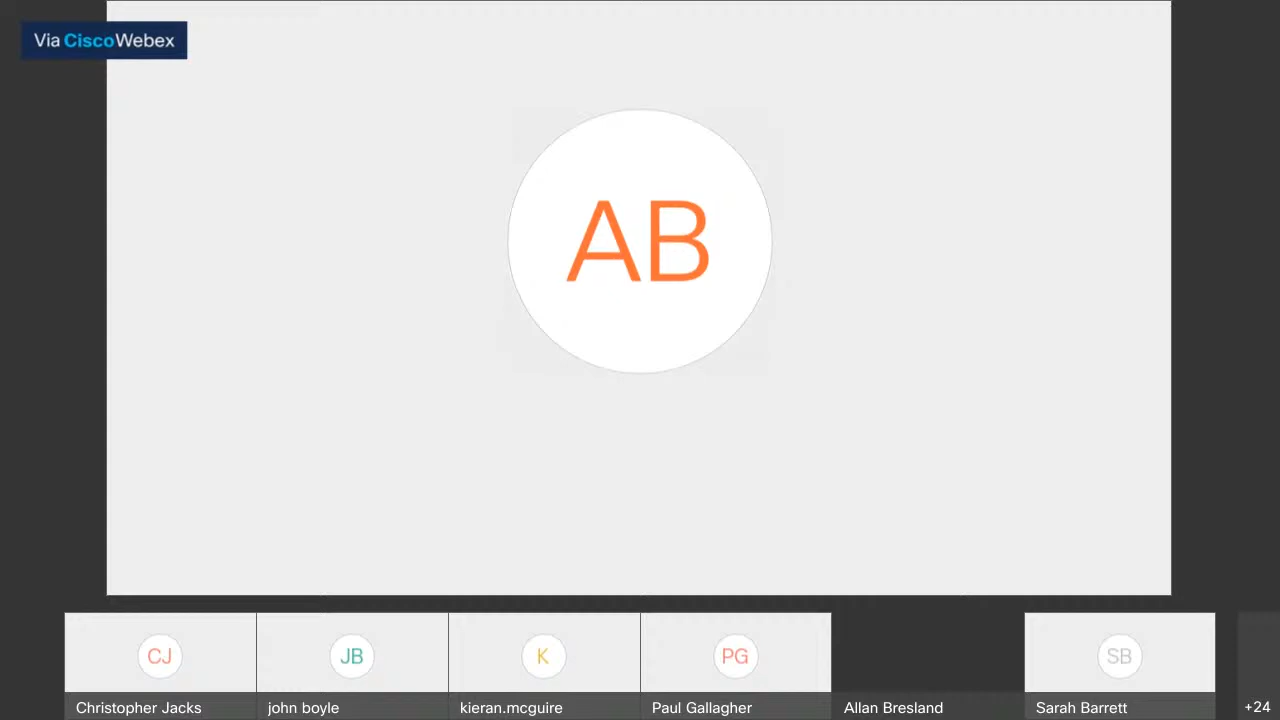 Via CiscoWebex
AB
CJ
JB
K
PG
SB
Christopher Jacks
john boyle
kieran.mcguire
Paul Gallagher
Allan Bresland
Sarah Barrett
+24